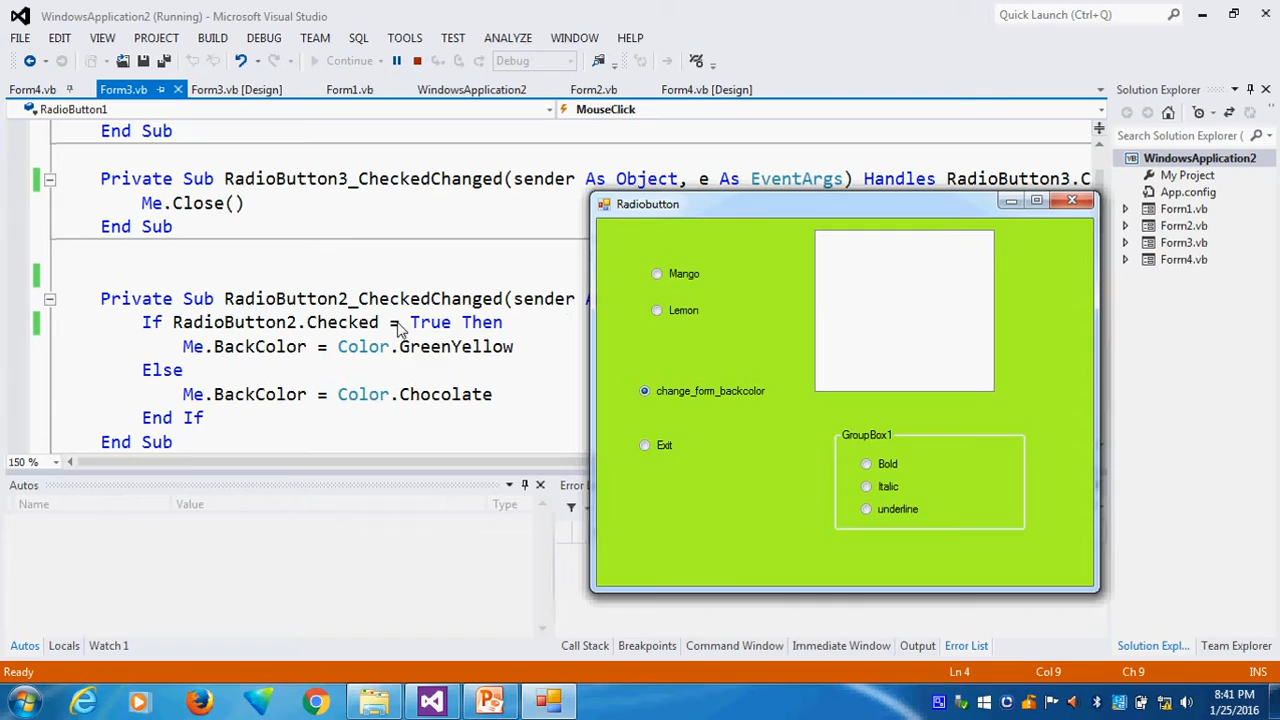 WindowsApplication2 (Running) - Microsoft Visual Studio
Quick Launch (Ctrl+Q)
FILE EDIT VIEW PROJECT BUILD DEBUG TEAM SQL TOOLS TEST ANALYZE WINDOW HELP
Continue Debug
Form4.vb Form3.vb Form3.vb [Design] Form1.vb WindowsApplication2 Form2.vb Form4.vb [Design]
RadioButton1 MouseClick
End Sub
Private Sub RadioButton3_CheckedChanged(sender As Object, e As EventArgs) Handles RadioButton3.C
Me.Close()
End Sub
Private Sub RadioButton2_CheckedChanged(sender A
If RadioButton2.Checked = True Then
Me.BackColor = Color.GreenYellow
Else
Me.BackColor = Color.Chocolate
End If
End Sub
150 %
Radiobutton
Mango
Lemon
change_form_backcolor
Exit
GroupBox1
Bold
Italic
underline
Solution Explorer
Search Solution Explorer (
WindowsApplication2
My Project
App.config
Form1.vb
Form2.vb
Form3.vb
Form4.vb
Autos
Name Value Type
Error L
Autos Locals Watch 1
Call Stack Breakpoints Command Window Immediate Window Output Error List
Solution Expl... Team Explorer
Ready Ln 4 Col 9 Ch 9 INS
8:41 PM
1/25/2016